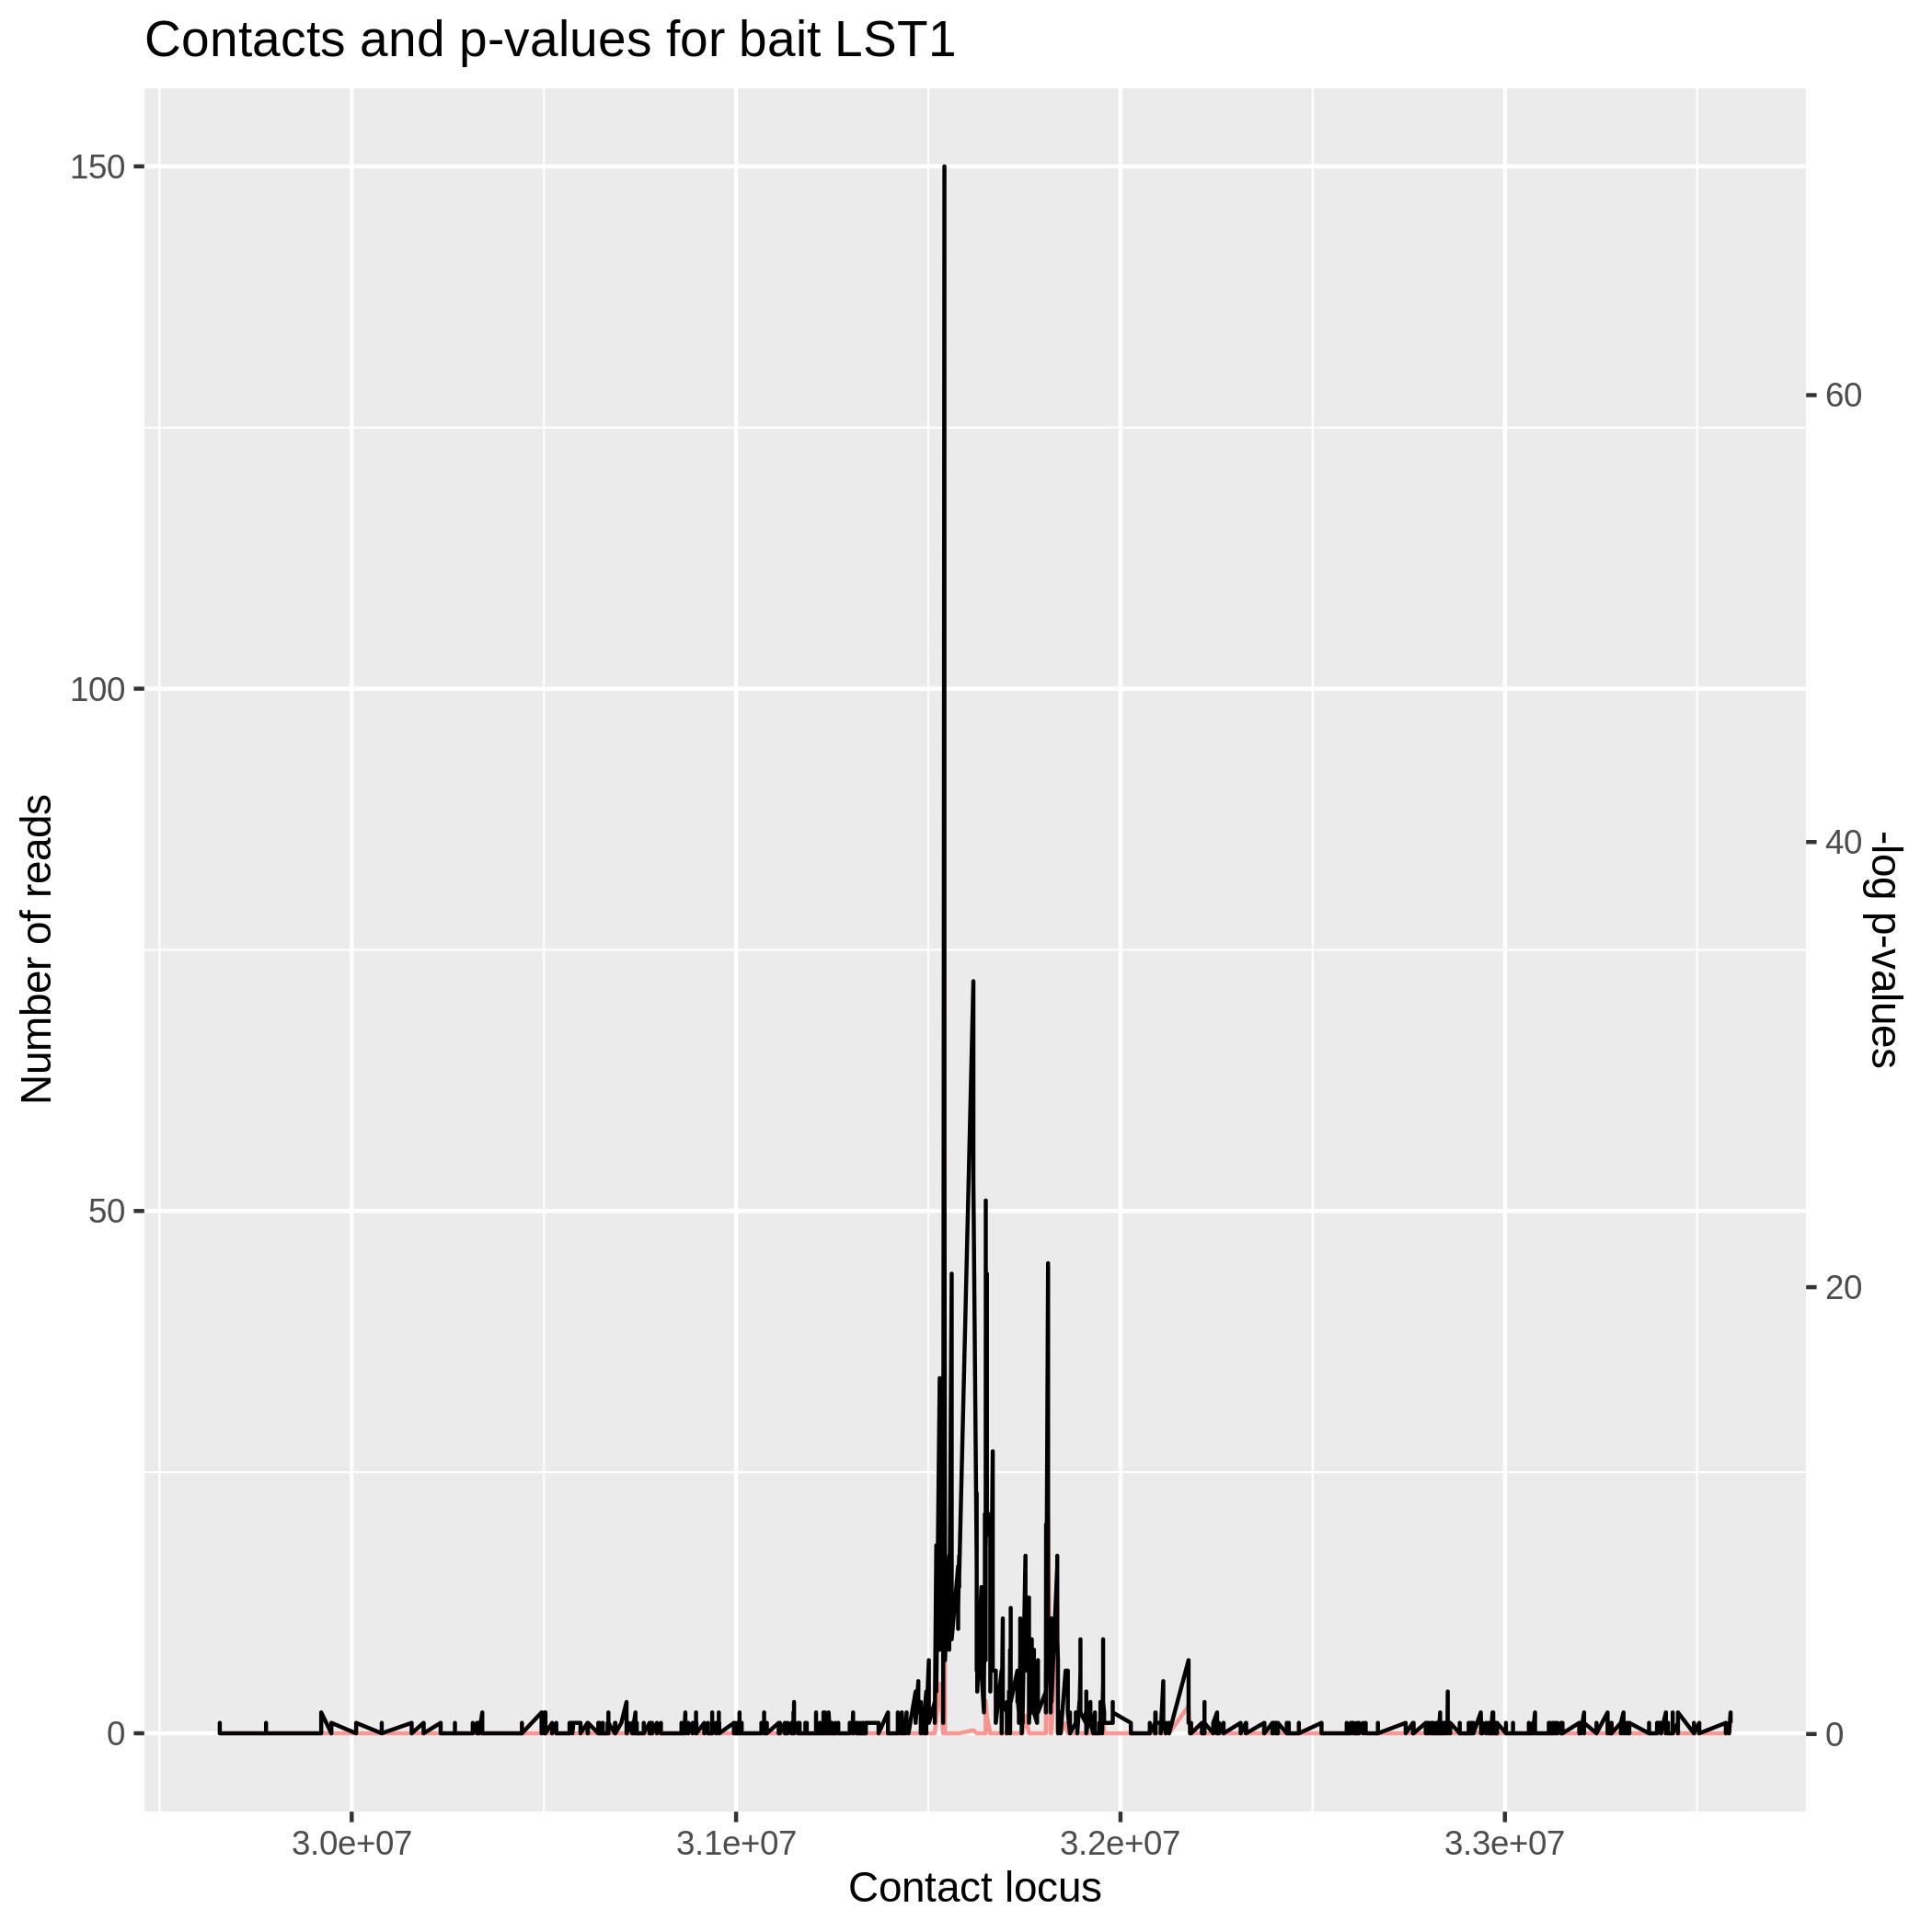 Contacts and p-values for bait LST1
150
100
50
0
Number of reads
60
40
20
0
-log p-values
3.0e+07
3.1e+07
3.2e+07
3.3e+07
Contact locus